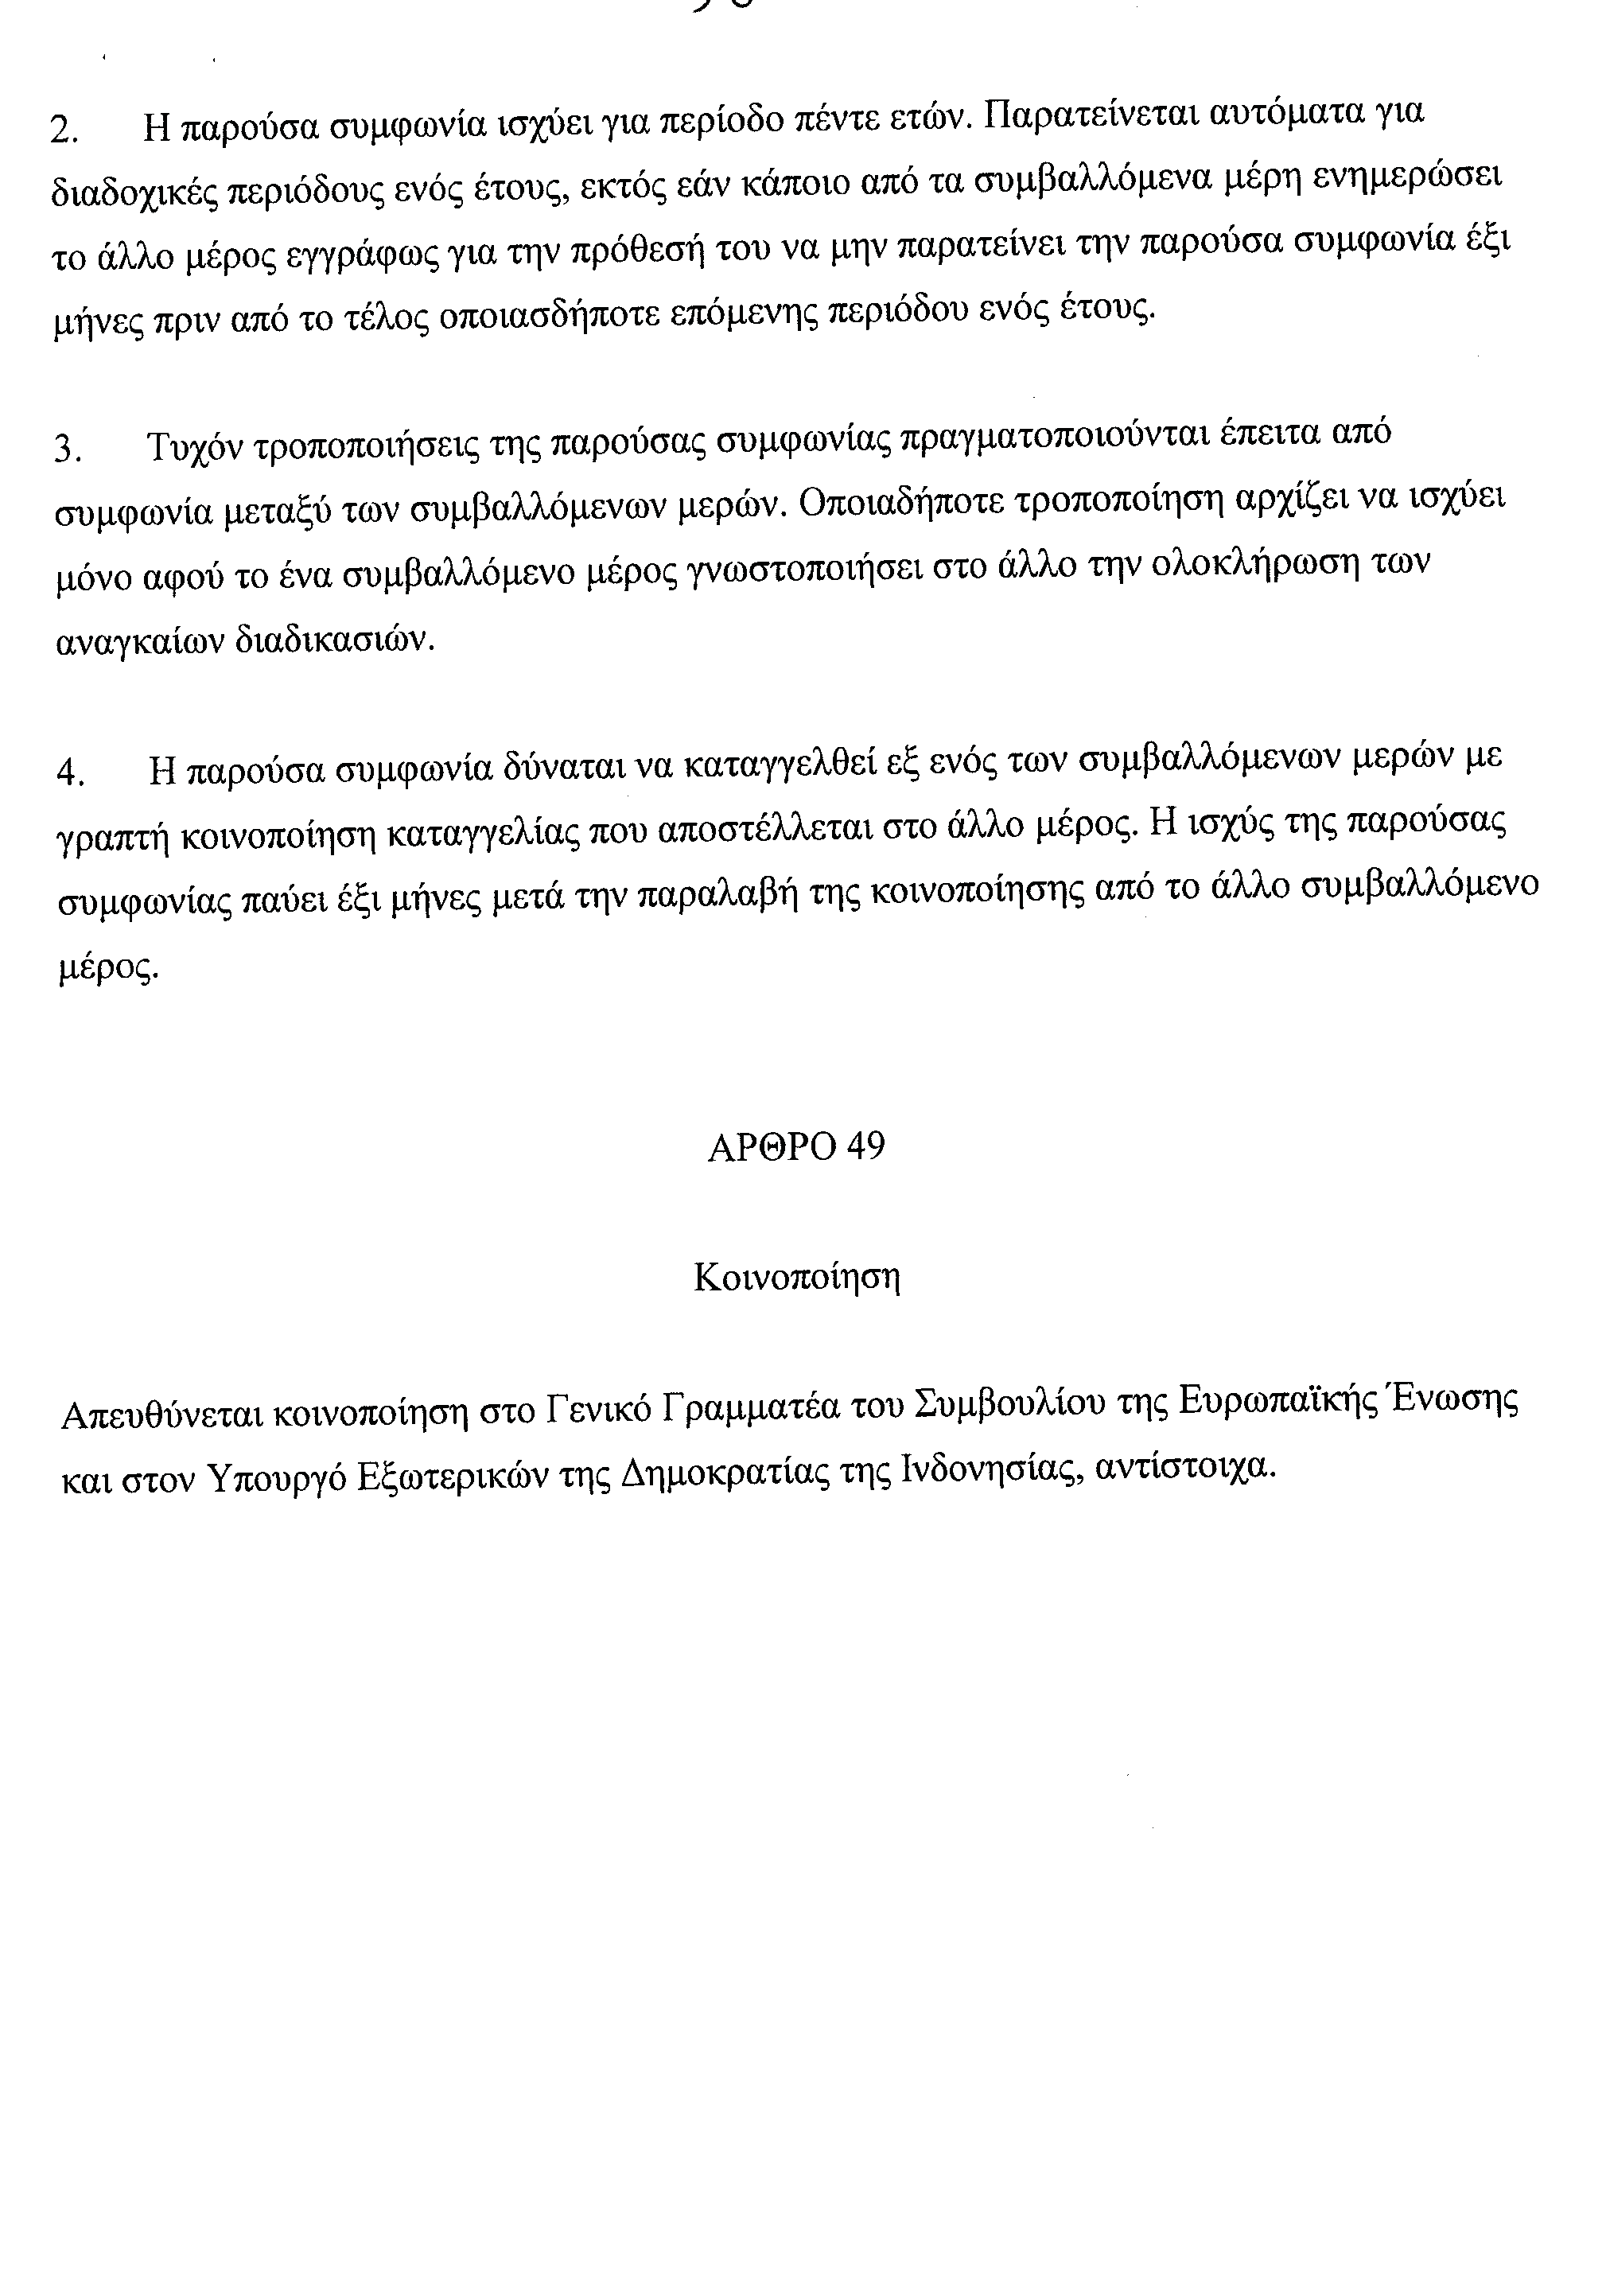 2. Η παρούσα συμφωνία ισχύει για περίοδο πέντε ετών. Παρατείνεται αυτόματα για
διαδοχικές περιόδους ενός έτους, εκτός εάν κάποιο από τα συμβαλλόμενα μέρη ενημερώσει
το άλλο μέρος εγγράφως για την πρόθεσή του να μην παρατείνει την παρούσα συμφωνία έξι
μήνες πριν από το τέλος οποιασδήποτε επόμενης περιόδου ενός έτους.
3. Τυχόν τροποποιήσεις της παρούσας συμφωνίας πραγματοποιούνται έπειτα από
συμφωνία μεταξύ των συμβαλλόμενων μερών. Οποιαδήποτε τροποποίηση αρχίζει να ισχύει
μόνο αφού το ένα συμβαλλόμενο μέρος γνωστοποιήσει στο άλλο την ολοκλήρωση των
αναγκαίων διαδικασιών.
4. Η παρούσα συμφωνία δύναται να καταγγελθεί εξ ενός των συμβαλλόμενων μερών με
γραπτή κοινοποίηση καταγγελίας που αποστέλλεται στο άλλο μέρος. Η ισχύς της παρούσας
συμφωνίας παύει έξι μήνες μετά την παραλαβή της κοινοποίησης από το άλλο συμβαλλόμενο
μέρος.
ΑΡΘΡΟ 49
Κοινοποίηση
Απευθύνεται κοινοποίηση στο Γενικό Γραμματέα του Συμβουλίου της Ευρωπαϊκής Ένωσης
και στον Υπουργό Εξωτερικών της Δημοκρατίας της Ινδονησίας, αντίστοιχα.